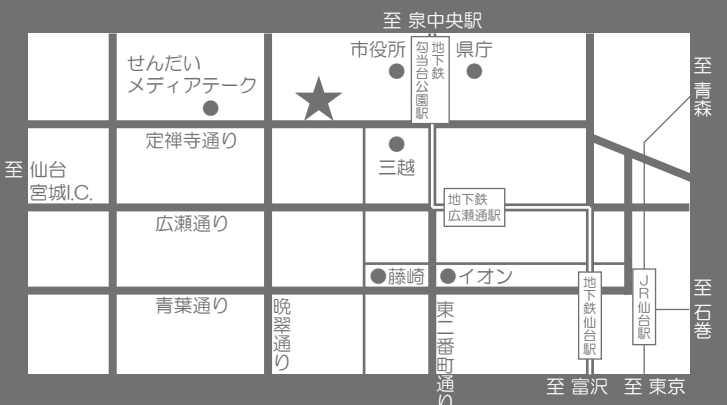 至 泉中央駅
せんだい
メディアテーク
市役所
地下鉄
勾当台公園駅
県庁
至 青森
定禅寺通り
三越
至 仙台
宮城I.C.
地下鉄
広瀬通駅
広瀬通り
藤崎
イオン
地下鉄仙台駅
JR仙台駅
至 石巻
青葉通り
晩翠通り
東二番町通り
至 富沢
至 東京